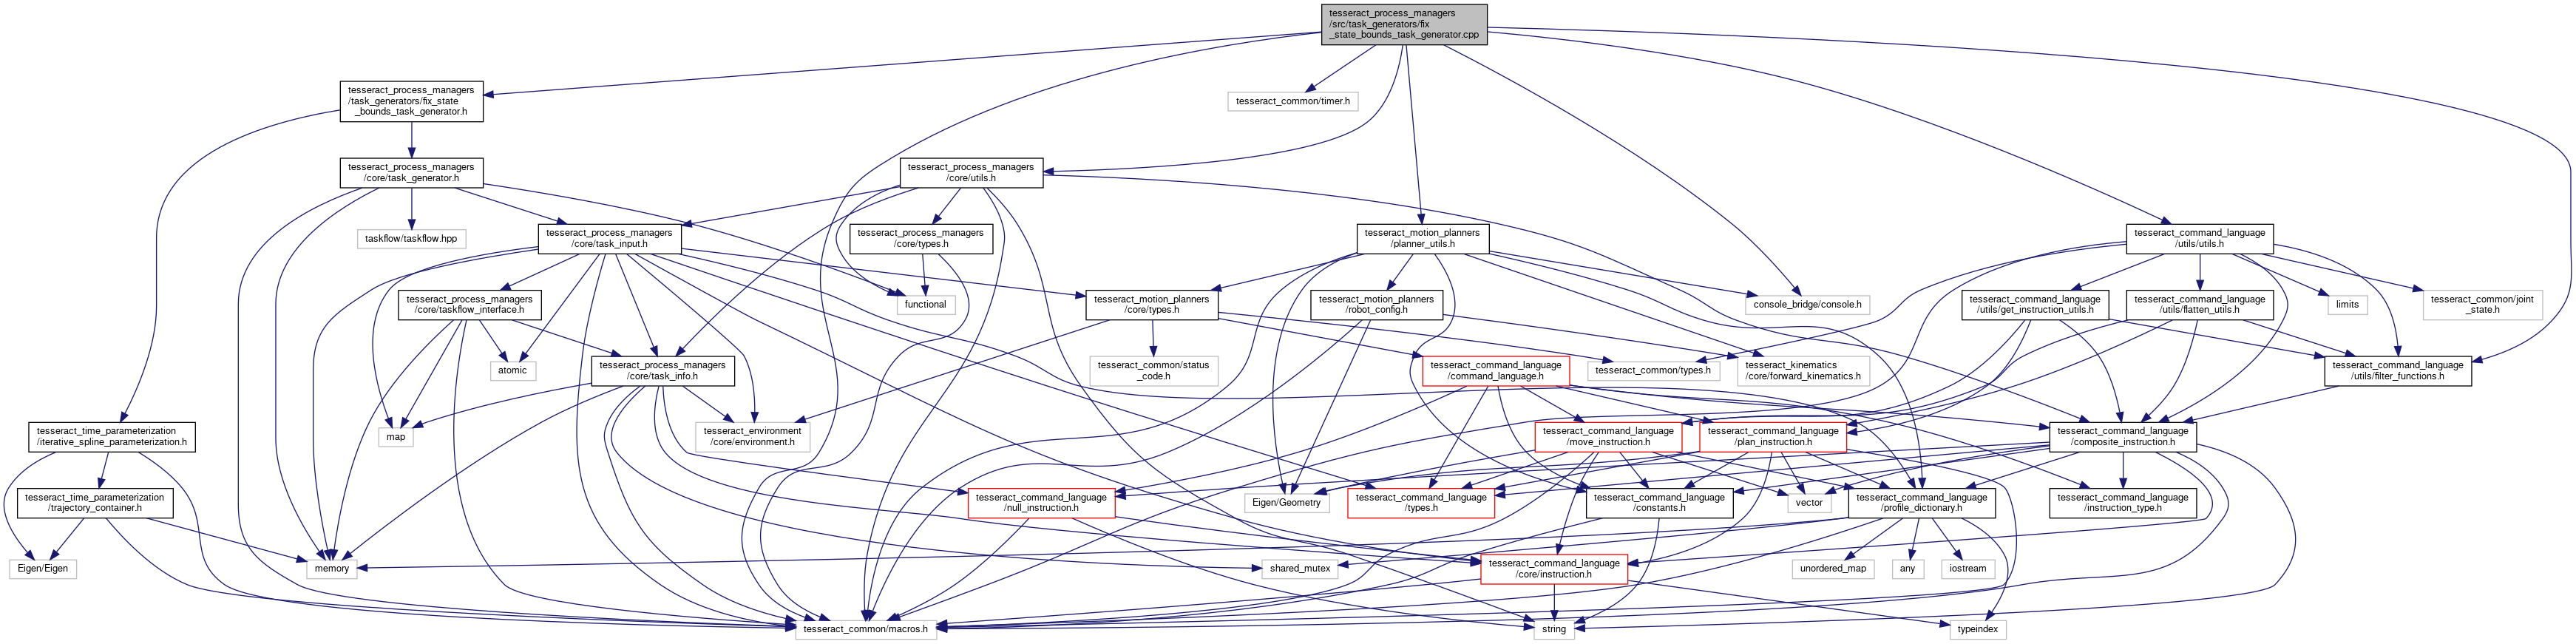 tesseract_process_managers
/src/task_generators/fix
_state_bounds_task_generator.cpp
tesseract_process_managers
/task_generators/fix_state
_bounds_task_generator.h
tesseract_common/timer.h
tesseract_process_managers
/core/task_generator.h
tesseract_process_managers
/core/utils.h
taskflow/taskflow.hpp
tesseract_process_managers
/core/task_input.h
tesseract_process_managers
/core/types.h
tesseract_motion_planners
/planner_utils.h
tesseract_command_language
/utils/utils.h
tesseract_process_managers
/core/taskflow_interface.h
functional
tesseract_motion_planners
/core/types.h
tesseract_motion_planners
/robot_config.h
console_bridge/console.h
tesseract_command_language
/utils/get_instruction_utils.h
tesseract_command_language
/utils/flatten_utils.h
limits
tesseract_common/joint
_state.h
atomic
tesseract_process_managers
/core/task_info.h
tesseract_common/status
_code.h
tesseract_command_language
/command_language.h
tesseract_common/types.h
tesseract_kinematics
/core/forward_kinematics.h
tesseract_command_language
/utils/filter_functions.h
tesseract_time_parameterization
/iterative_spline_parameterization.h
map
tesseract_environment
/core/environment.h
tesseract_command_language
/move_instruction.h
tesseract_command_language
/plan_instruction.h
tesseract_command_language
/composite_instruction.h
tesseract_time_parameterization
/trajectory_container.h
tesseract_command_language
/null_instruction.h
Eigen/Geometry
tesseract_command_language
/types.h
tesseract_command_language
/constants.h
vector
tesseract_command_language
/profile_dictionary.h
tesseract_command_language
/instruction_type.h
Eigen/Eigen
memory
shared_mutex
tesseract_command_language
/core/instruction.h
unordered_map
any
iostream
tesseract_common/macros.h
string
typeindex